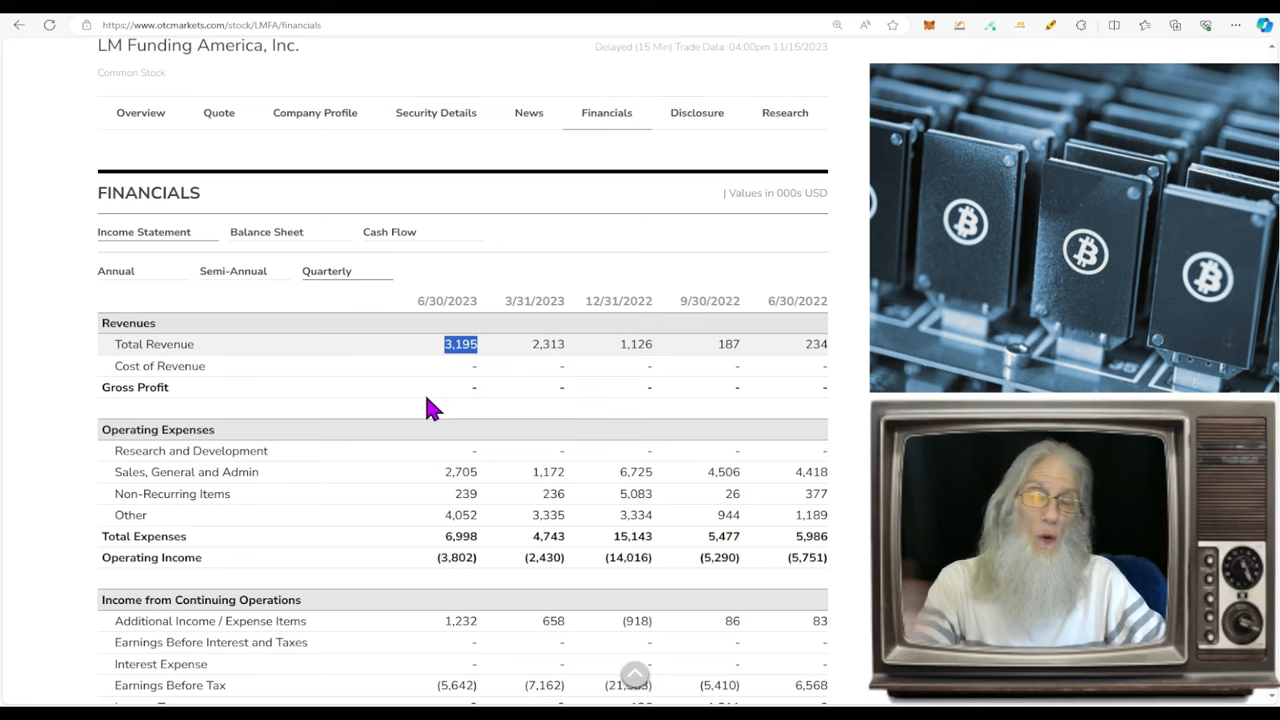 https://www.otcmarkets.com/stock/LMFA/financials
LM Funding America, Inc.
Delayed (15 Min) Trade Data: 04:00pm 11/15/2023
Common Stock
Overview Quote Company Profile Security Details News Financials Disclosure Research
FINANCIALS
| Values in 000s USD
Income Statement Balance Sheet Cash Flow
Annual Semi-Annual Quarterly
6/30/2023 3/31/2023 12/31/2022 9/30/2022 6/30/2022
Revenues
Total Revenue 3,195 2,313 1,126 187 234
Cost of Revenue - - - - -
Gross Profit - - - - -
Operating Expenses
Research and Development - - - - -
Sales, General and Admin 2,705 1,172 6,725 4,506 4,418
Non-Recurring Items 239 236 5,083 26 377
Other 4,052 3,335 3,334 944 1,189
Total Expenses 6,998 4,743 15,143 5,477 5,986
Operating Income (3,802) (2,430) (14,016) (5,290) (5,751)
Income from Continuing Operations
Additional Income / Expense Items 1,232 658 (918) 86 83
Earnings Before Interest and Taxes - - - - -
Interest Expense - - - - -
Earnings Before Tax (5,642) (7,162) (5,410) 6,568